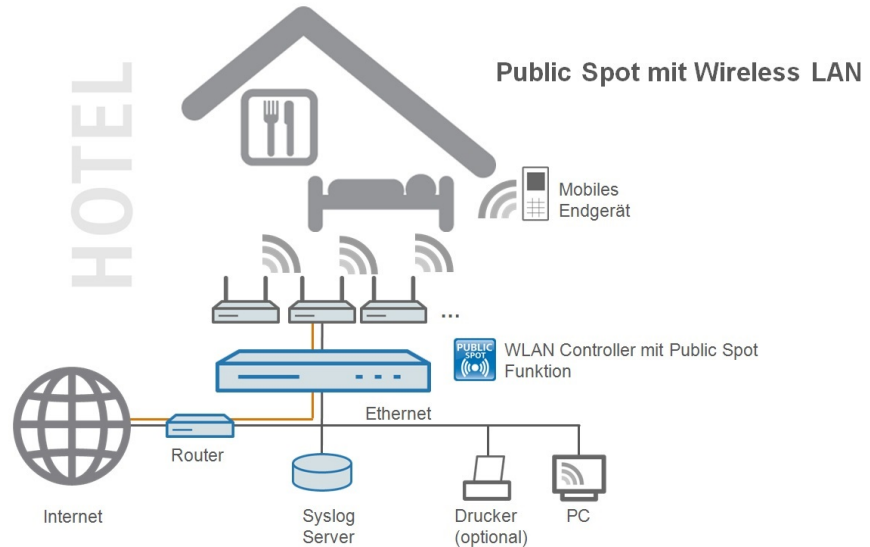 HOTEL
Public Spot mit Wireless LAN
Mobiles
Endgerät
...
PUBLIC
SPOT
WLAN Controller mit Public Spot
Funktion
Ethernet
Router
Internet
Syslog
Server
Drucker
(optional)
PC